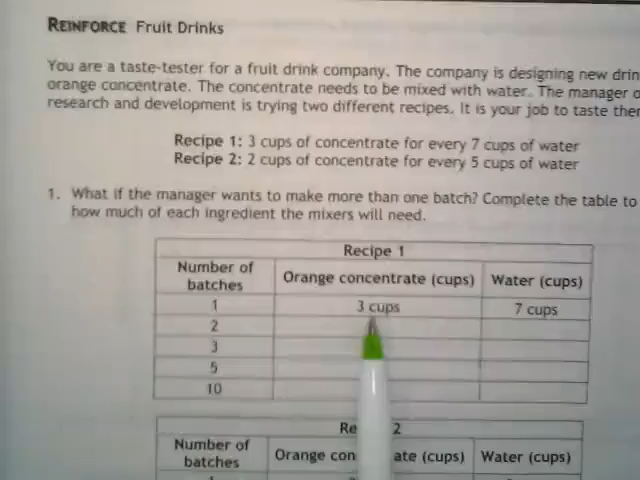 REINFORCE Fruit Drinks
You are a taste-tester for a fruit drink company. The company is designing new
orange concentrate. The concentrate needs to be mixed with water. The manager
research and development is trying two different recipes. It is your job to taste
Recipe 1: 3 cups of concentrate for every 7 cups of water
Recipe 2: 2 cups of concentrate for every 5 cups of water
1. What if the manager wants to make more than one batch? Complete the table to
how much of each ingredient the mixers will need.
Recipe 1
Number of batches Orange concentrate (cups) Water (cups)
1 3 cups 7 cups
2
3
5
10
2
Number of batches Orange (cups) Water (cups)